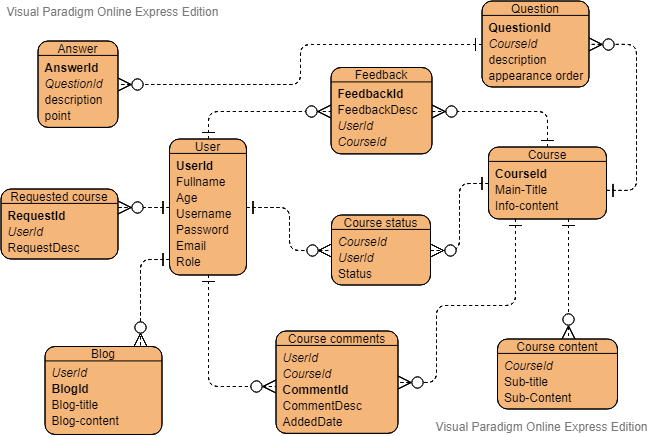 Visual Paradigm Online Express Edition
Question
QuestionId
CourseId
description
appearance order
Answer
AnswerId
QuestionId
description
point
Feedback
FeedbackId
FeedbackDesc
UserId
CourseId
User
UserId
Fullname
Age
Username
Password
Email
Role
Course
CourseId
Main-Title
Info-content
Requested course
RequestId
UserId
RequestDesc
Course status
CourseId
UserId
Status
Blog
UserId
BlogId
Blog-title
Blog-content
Course comments
UserId
CourseId
CommentId
CommentDesc
AddedDate
Course content
CourseId
Sub-title
Sub-Content
Visual Paradigm Online Express Edition